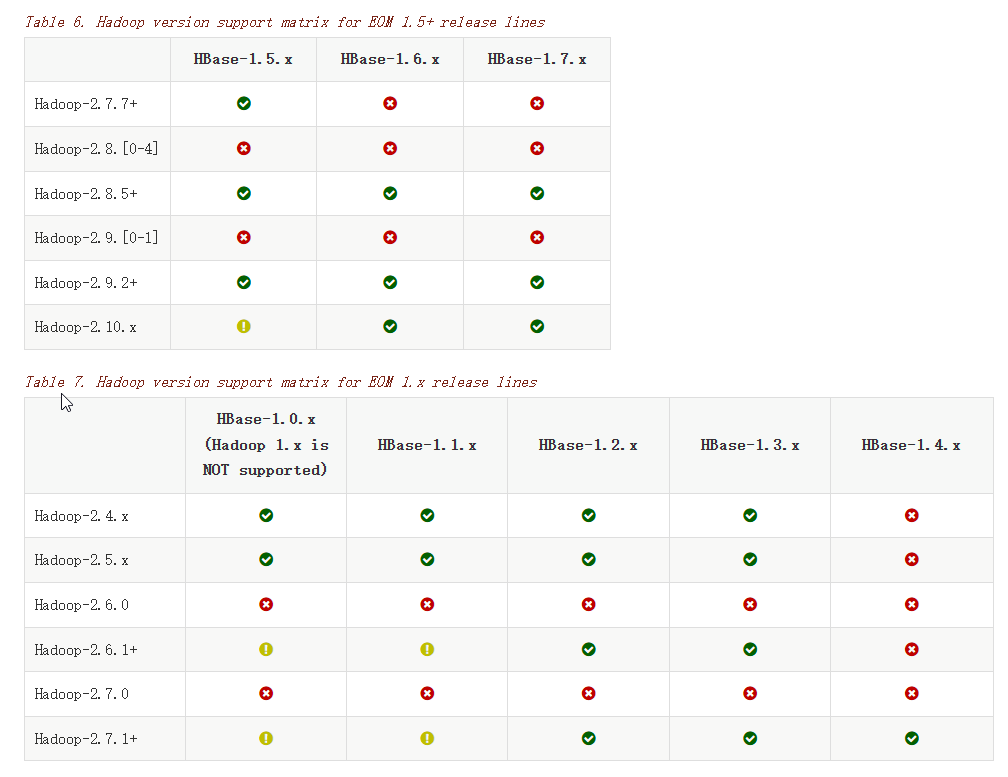 Table 6. Hadoop version support matrix for EOM 1.5+ release lines
HBase-1.5.x HBase-1.6.x HBase-1.7.x
Hadoop-2.7.7+
Hadoop-2.8.[0-4]
Hadoop-2.8.5+
Hadoop-2.9.[0-1]
Hadoop-2.9.2+
Hadoop-2.10.x
Table 7. Hadoop version support matrix for EOM 1.x release lines
HBase-1.0.x
(Hadoop 1.x is
NOT supported)
HBase-1.1.x HBase-1.2.x HBase-1.3.x HBase-1.4.x
Hadoop-2.4.x
Hadoop-2.5.x
Hadoop-2.6.0
Hadoop-2.6.1+
Hadoop-2.7.0
Hadoop-2.7.1+